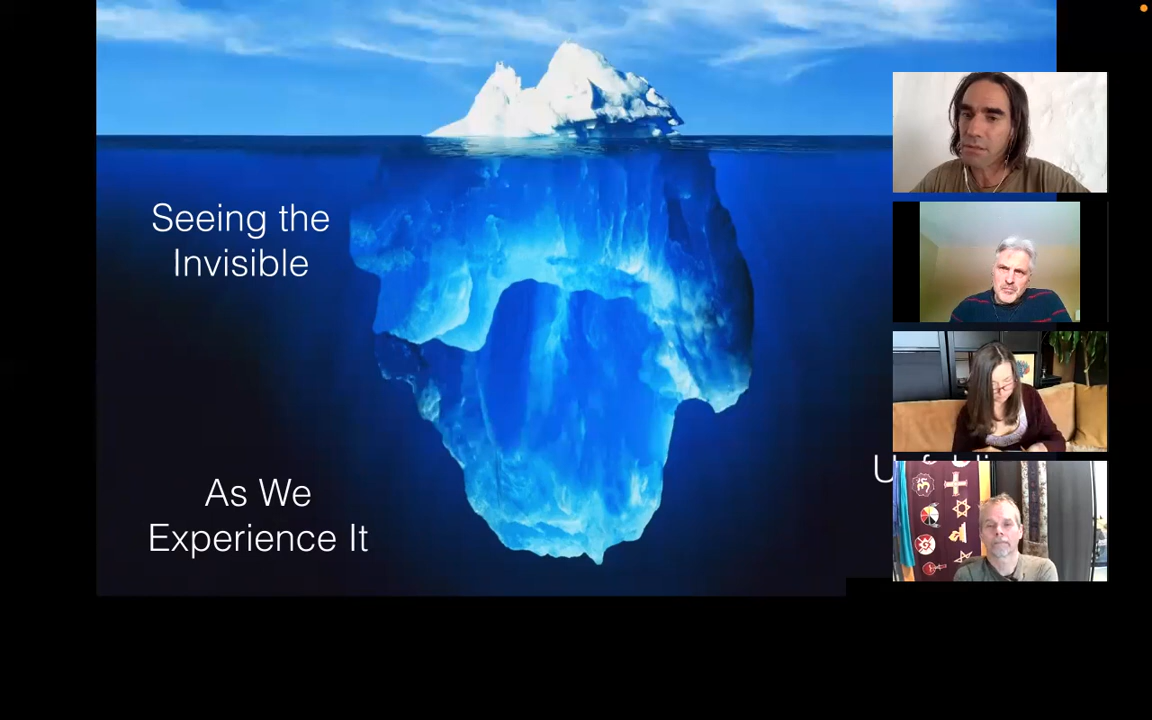 Seeing the
Invisible
As We
Experience It